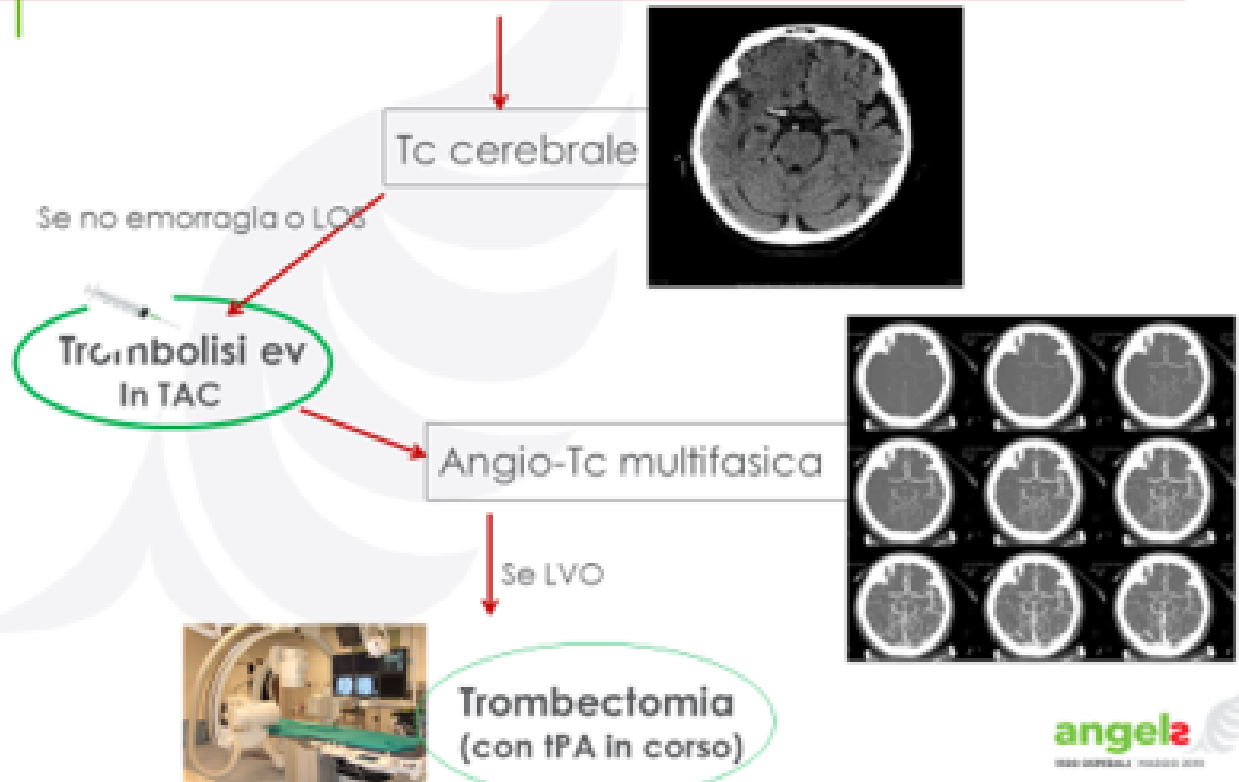 Tc cerebrale
Se no emorragia o LOS
Trombolisi ev
In TAC
Angio-Tc multifasica
Se LVO
Trombectomia
(con tPA in corso)
angels